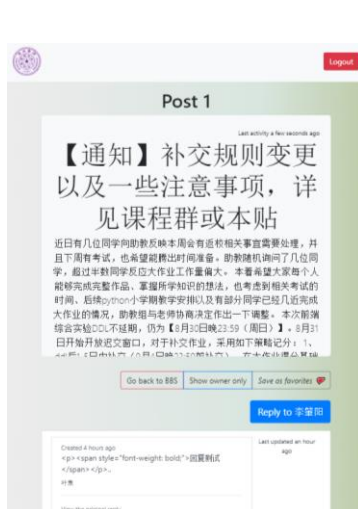 Logout
Post 1
Last activity a few seconds ago
【通知】补交规则变更
以及一些注意事项，详
见课程群或本贴
近日有几位同学向助教反映本周会有返校相关事宜需要处理，并
且下周有考试，也希望能腾出时间准备。助教随机询问了几位同
学，超过半数同学反应大作业工作量偏大。本着希望大家每个人
能够完成完整作品、掌握所学知识的想法，也考虑到相关考试的
时间、后续python小学期教学安排以及有部分同学已经几近完成
大作业的情况，助教组与老师协商决定作出一下调整。本次前端
综合实验DDL不延期，仍为【8月30日晚23:59（周日）】。8月31
日开始开放迟交窗口，对于补交作业，采用如下策略记分：1、
Go back to BBS
Show owner only
Save as favorites
Reply to
Created 4 hours ago
Last updated an hour
ago
<p><span style="font-weight: bold;">回复测试
</span></p>..